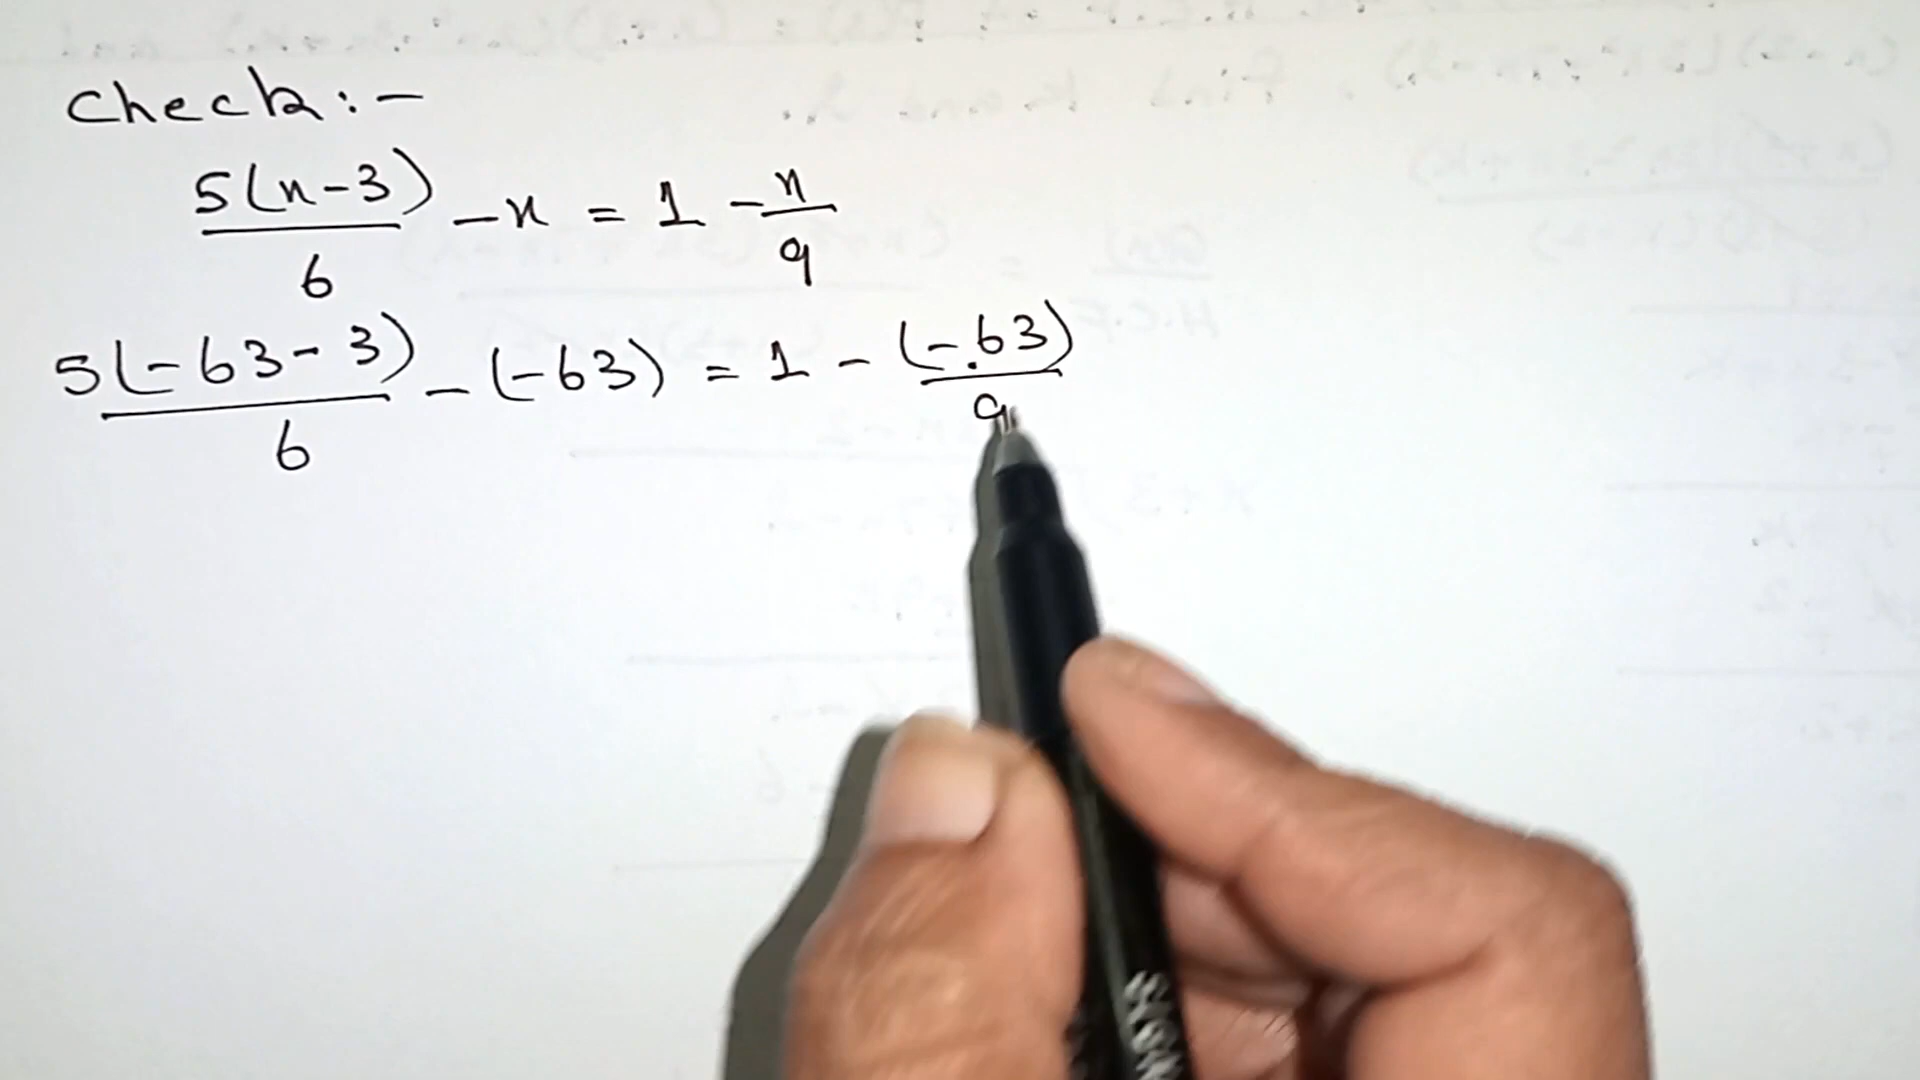 Check:-
5(x-3)/6 - x = 1 - x/9
5(-63-3)/6 - (-63) = 1 - (-63)/9